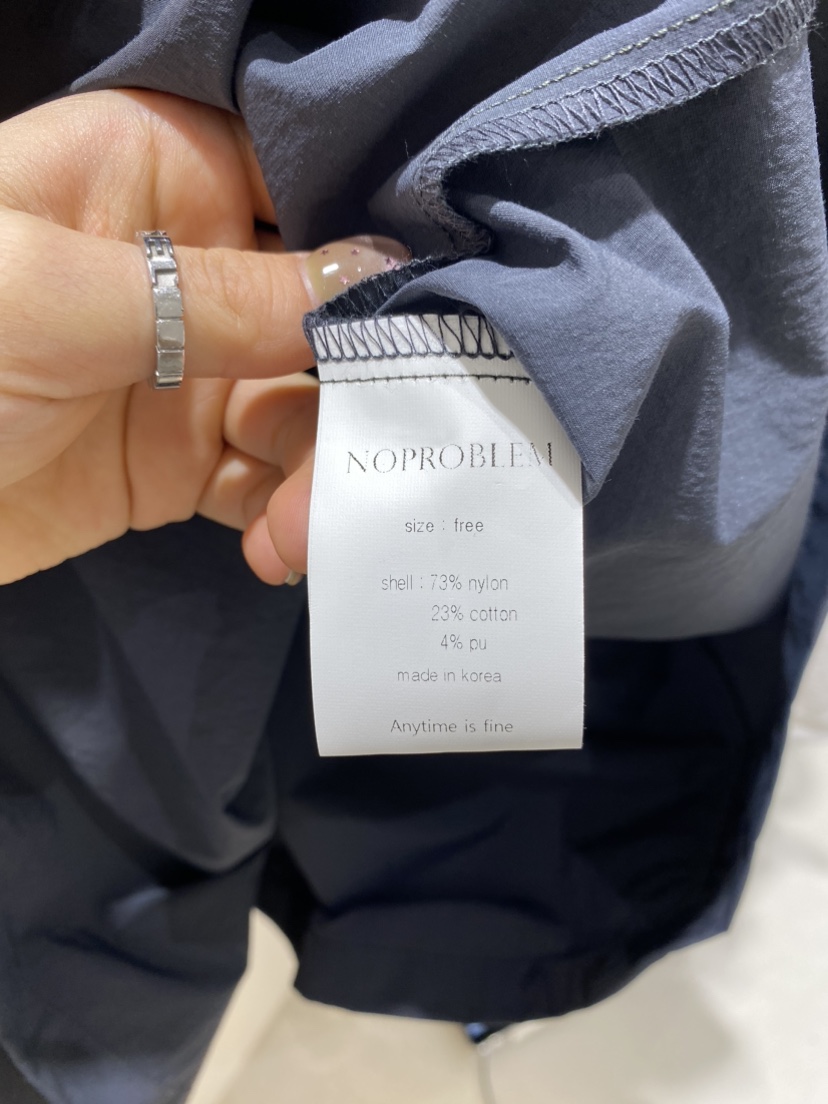 NOPROBLEM
size : free
shell : 73% nylon
23% cotton
4% pu
made in korea
Anytime is fine